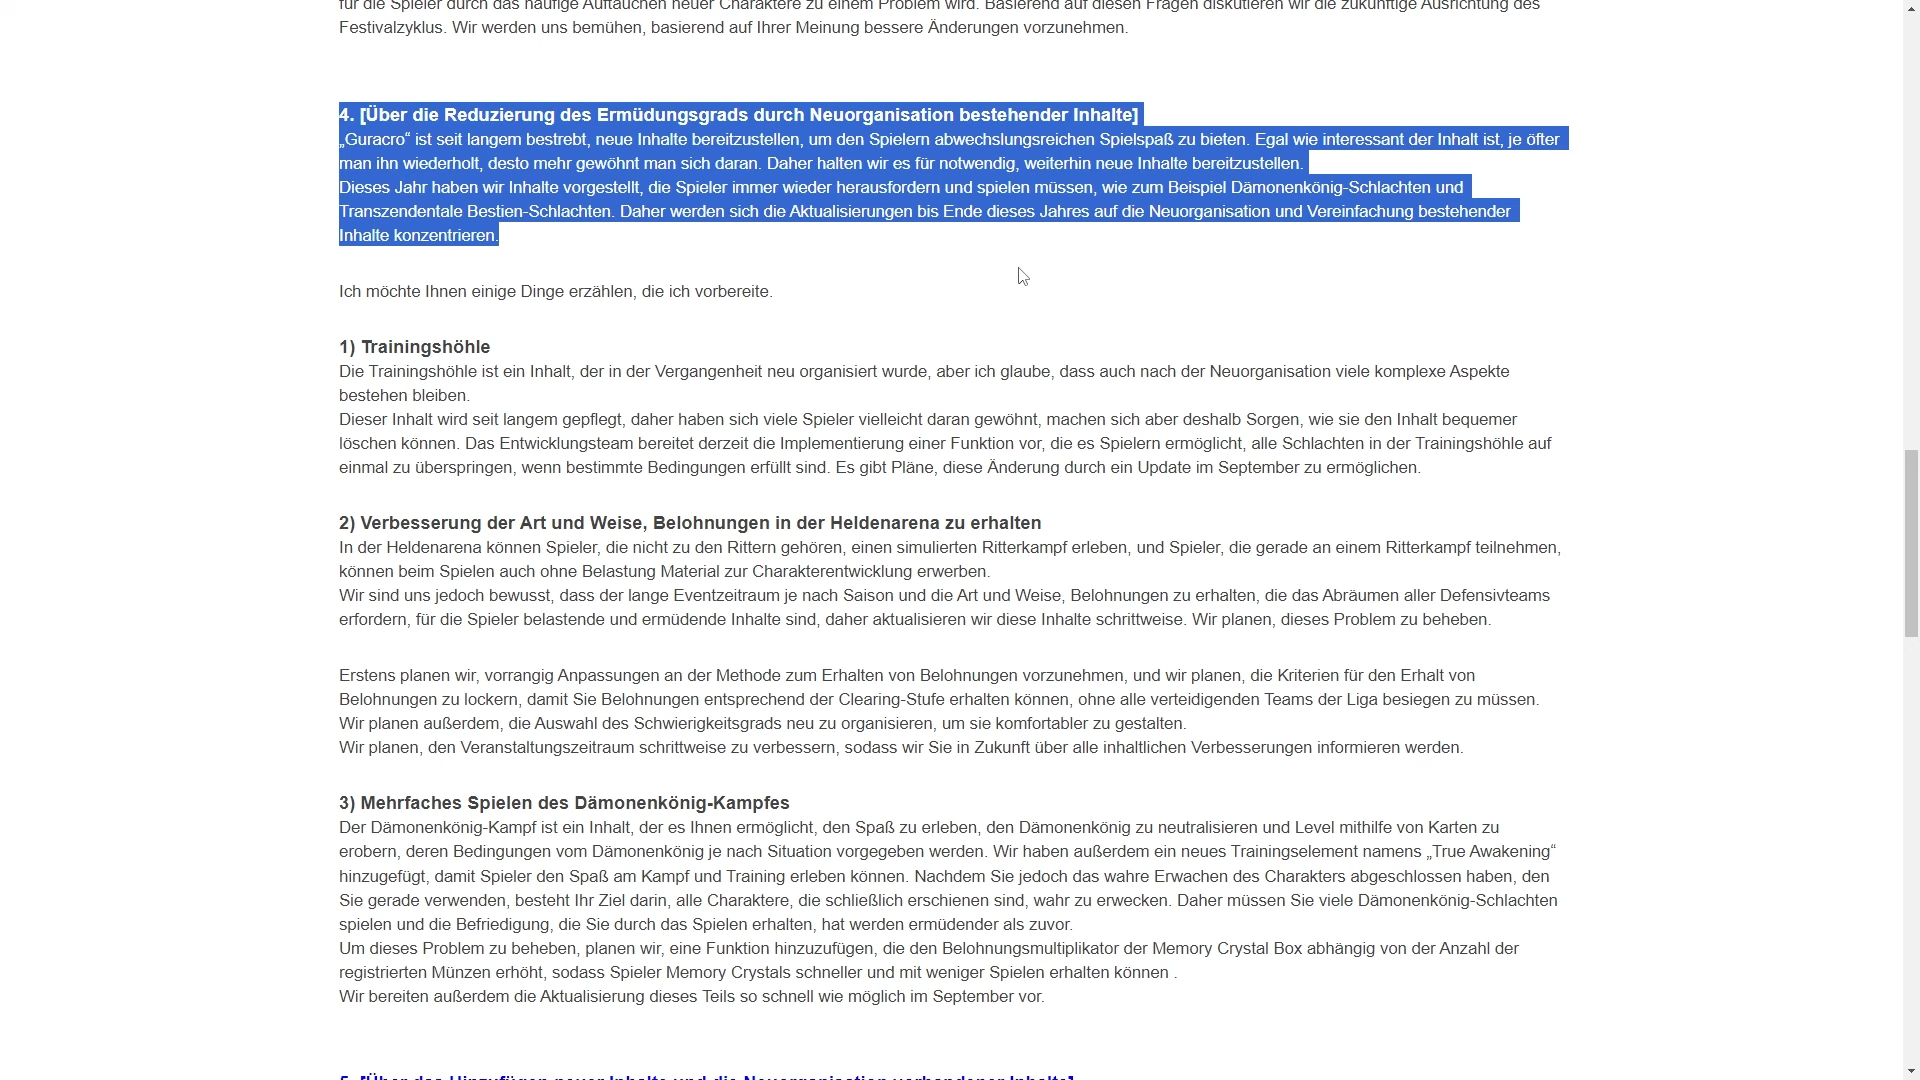 für die Spieler durch das häufige Auftauchen neuer Charaktere zu einem Problem wird. Basierend auf diesen Fragen diskutieren wir die zukünftige Ausrichtung des
Festivalzyklus. Wir werden uns bemühen, basierend auf Ihrer Meinung bessere Änderungen vorzunehmen.
4. [Über die Reduzierung des Ermüdungsgrads durch Neuorganisation bestehender Inhalte]
„Guracro“ ist seit langem bestrebt, neue Inhalte bereitzustellen, um den Spielern abwechslungsreichen Spielspaß zu bieten. Egal wie interessant der Inhalt ist, je öfter
man ihn wiederholt, desto mehr gewöhnt man sich daran. Daher halten wir es für notwendig, weiterhin neue Inhalte bereitzustellen.
Dieses Jahr haben wir Inhalte vorgestellt, die Spieler immer wieder herausfordern und spielen müssen, wie zum Beispiel Dämonenkönig-Schlachten und
Transzendentale Bestien-Schlachten. Daher werden sich die Aktualisierungen bis Ende dieses Jahres auf die Neuorganisation und Vereinfachung bestehender
Inhalte konzentrieren.
Ich möchte Ihnen einige Dinge erzählen, die ich vorbereite.
1) Trainingshöhle
Die Trainingshöhle ist ein Inhalt, der in der Vergangenheit neu organisiert wurde, aber ich glaube, dass auch nach der Neuorganisation viele komplexe Aspekte
bestehen bleiben.
Dieser Inhalt wird seit langem gepflegt, daher haben sich viele Spieler vielleicht daran gewöhnt, machen sich aber deshalb Sorgen, wie sie den Inhalt bequemer
löschen können. Das Entwicklungsteam bereitet derzeit die Implementierung einer Funktion vor, die es Spielern ermöglicht, alle Schlachten in der Trainingshöhle auf
einmal zu überspringen, wenn bestimmte Bedingungen erfüllt sind. Es gibt Pläne, diese Änderung durch ein Update im September zu ermöglichen.
2) Verbesserung der Art und Weise, Belohnungen in der Heldenarena zu erhalten
In der Heldenarena können Spieler, die nicht zu den Rittern gehören, einen simulierten Ritterkampf erleben, und Spieler, die gerade an einem Ritterkampf teilnehmen,
können beim Spielen auch ohne Belastung Material zur Charakterentwicklung erwerben.
Wir sind uns jedoch bewusst, dass der lange Eventzeitraum je nach Saison und die Art und Weise, Belohnungen zu erhalten, die das Abräumen aller Defensivteams
erfordern, für die Spieler belastende und ermüdende Inhalte sind, daher aktualisieren wir diese Inhalte schrittweise. Wir planen, dieses Problem zu beheben.
Erstens planen wir, vorrangig Anpassungen an der Methode zum Erhalten von Belohnungen vorzunehmen, und wir planen, die Kriterien für den Erhalt von
Belohnungen zu lockern, damit Sie Belohnungen entsprechend der Clearing-Stufe erhalten können, ohne alle verteidigenden Teams der Liga besiegen zu müssen.
Wir planen außerdem, die Auswahl des Schwierigkeitsgrads neu zu organisieren, um sie komfortabler zu gestalten.
Wir planen, den Veranstaltungszeitraum schrittweise zu verbessern, sodass wir Sie in Zukunft über alle inhaltlichen Verbesserungen informieren werden.
3) Mehrfaches Spielen des Dämonenkönig-Kampfes
Der Dämonenkönig-Kampf ist ein Inhalt, der es Ihnen ermöglicht, den Spaß zu erleben, den Dämonenkönig zu neutralisieren und Level mithilfe von Karten zu
erobern, deren Bedingungen vom Dämonenkönig je nach Situation vorgegeben werden. Wir haben außerdem ein neues Trainingselement namens „True Awakening“
hinzugefügt, damit Spieler den Spaß am Kampf und Training erleben können. Nachdem Sie jedoch das wahre Erwachen des Charakters abgeschlossen haben, den
Sie gerade verwenden, besteht Ihr Ziel darin, alle Charaktere, die schließlich erschienen sind, wahr zu erwecken. Daher müssen Sie viele Dämonenkönig-Schlachten
spielen und die Befriedigung, die Sie durch das Spielen erhalten, hat werden ermüdender als zuvor.
Um dieses Problem zu beheben, planen wir, eine Funktion hinzuzufügen, die den Belohnungsmultiplikator der Memory Crystal Box abhängig von der Anzahl der
registrierten Münzen erhöht, sodass Spieler Memory Crystals schneller und mit weniger Spielen erhalten können .
Wir bereiten außerdem die Aktualisierung dieses Teils so schnell wie möglich im September vor.
5. [Über das Hinzufügen neuer Inhalte und die Neuorganisation vorhandener Inhalte]